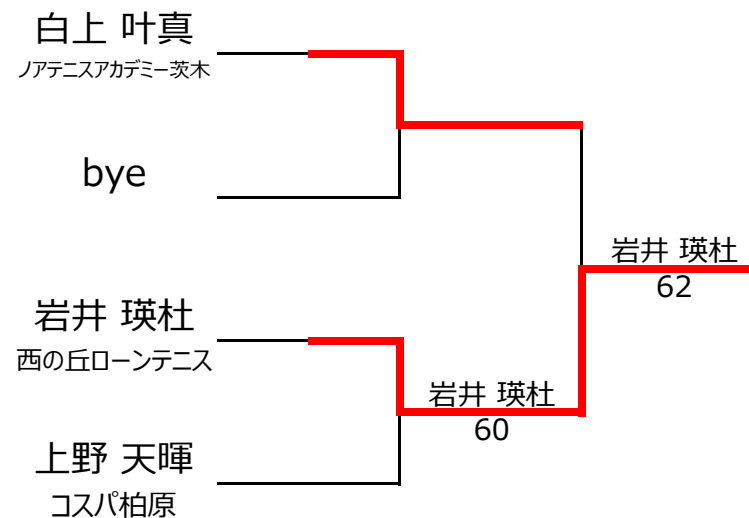 白上 叶真
ノアテニスアカデミー茨木
bye
岩井 瑛杜
62
岩井 瑛杜
西の丘ローンテニス
岩井 瑛杜
60
上野 天暉
コスパ柏原